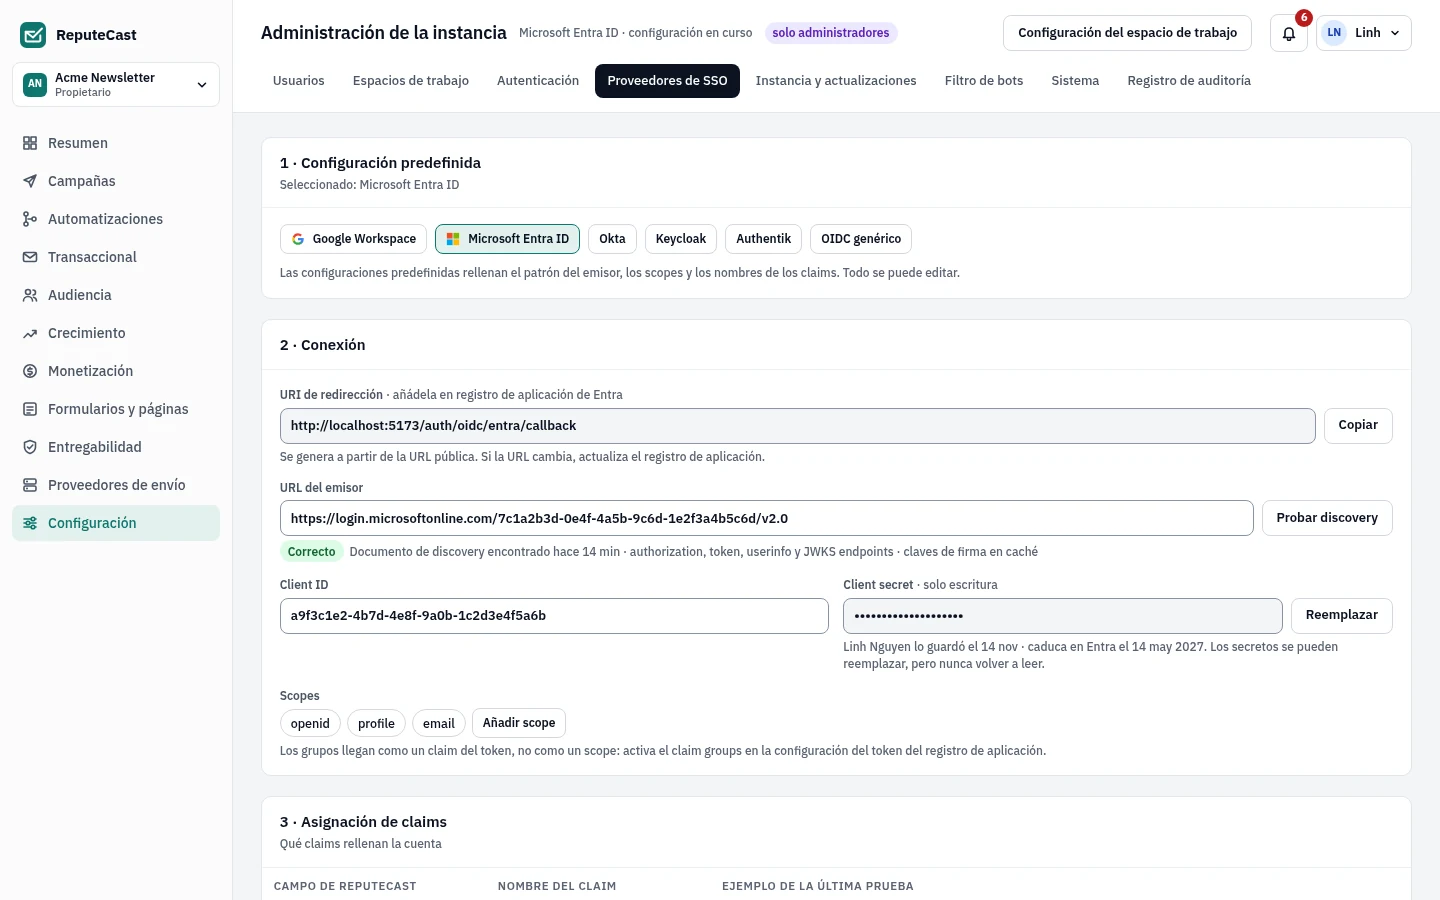 ReputeCast
AN
Acme Newsletter
Propietario
Resumen
Campañas
Automatizaciones
Transaccional
Audiencia
Crecimiento
Monetización
Formularios y páginas
Entregabilidad
Proveedores de envío
Configuración
Administración de la instancia
Microsoft Entra ID · configuración en curso
solo administradores
Configuración del espacio de trabajo
6
LN
Linh
Usuarios
Espacios de trabajo
Autenticación
Proveedores de SSO
Instancia y actualizaciones
Filtro de bots
Sistema
Registro de auditoría
1 · Configuración predefinida
Seleccionado: Microsoft Entra ID
Google Workspace
Microsoft Entra ID
Okta
Keycloak
Authentik
OIDC genérico
Las configuraciones predefinidas rellenan el patrón del emisor, los scopes y los nombres de los claims. Todo se puede editar.
2 · Conexión
URI de redirección · añádela en registro de aplicación de Entra
http://localhost:5173/auth/oidc/entra/callback
Copiar
Se genera a partir de la URL pública. Si la URL cambia, actualiza el registro de aplicación.
URL del emisor
https://login.microsoftonline.com/7c1a2b3d-0e4f-4a5b-9c6d-1e2f3a4b5c6d/v2.0
Probar discovery
Correcto
Documento de discovery encontrado hace 14 min · authorization, token, userinfo y JWKS endpoints · claves de firma en caché
Client ID
a9f3c1e2-4b7d-4e8f-9a0b-1c2d3e4f5a6b
Client secret · solo escritura
••••••••••••••••••••
Reemplazar
Linh Nguyen lo guardó el 14 nov · caduca en Entra el 14 may 2027. Los secretos se pueden
reemplazar, pero nunca volver a leer.
Scopes
openid
profile
email
Añadir scope
Los grupos llegan como un claim del token, no como un scope: activa el claim groups en la configuración del token del registro de aplicación.
3 · Asignación de claims
Qué claims rellenan la cuenta
CAMPO DE REPUTECAST
NOMBRE DEL CLAIM
EJEMPLO DE LA ÚLTIMA PRUEBA